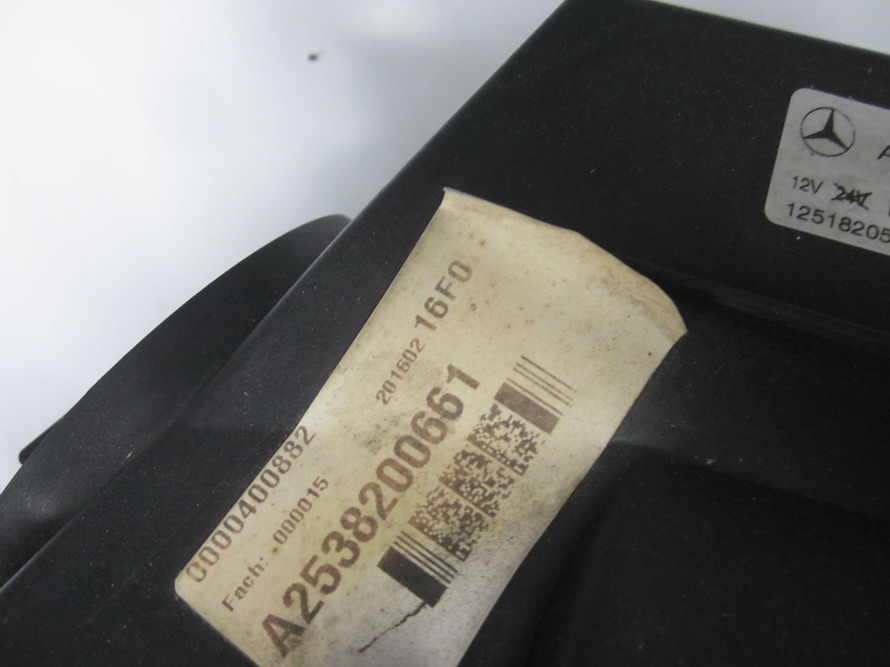 0000400882
201602 16F0
Fach: 000015
A2538200661
A
12V 24V
12518205